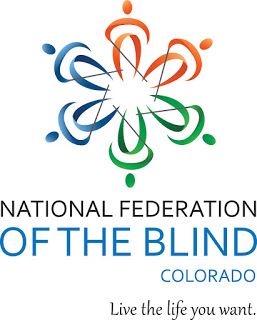 NATIONAL FEDERATION
OF THE BLIND
COLORADO
Live the life you want.